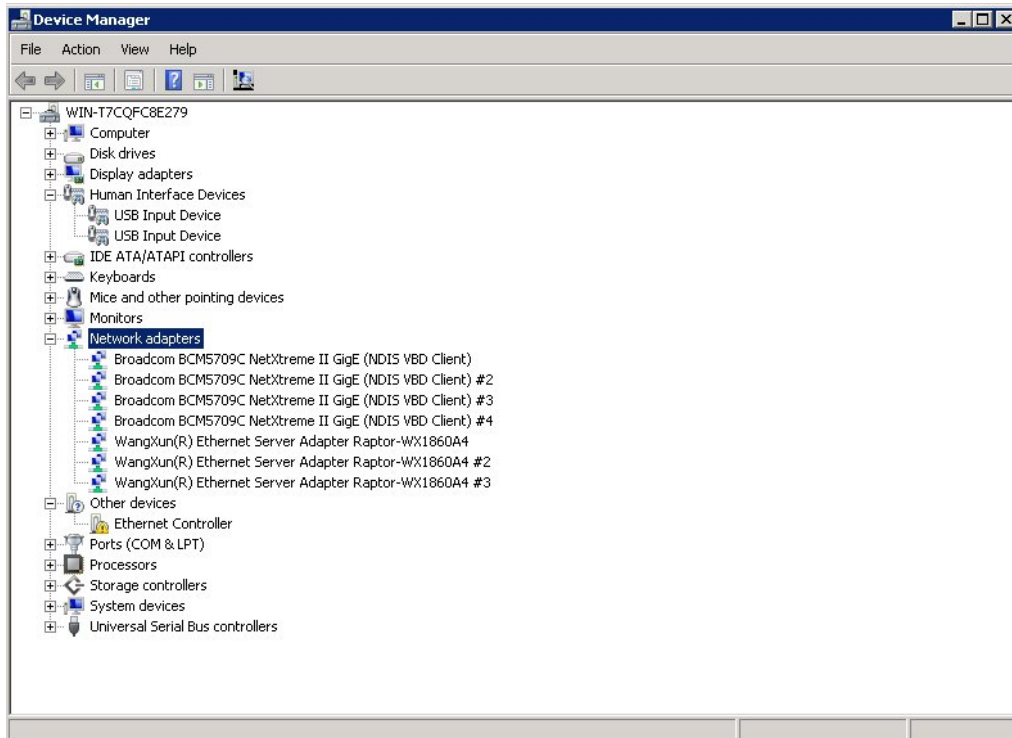 Device Manager
File Action View Help
WIN-T7CQFC8E279
Computer
Disk drives
Display adapters
Human Interface Devices
USB Input Device
USB Input Device
IDE ATA/ATAPI controllers
Keyboards
Mice and other pointing devices
Monitors
Network adapters
Broadcom BCM5709C NetXtreme II GigE (NDIS VBD Client)
Broadcom BCM5709C NetXtreme II GigE (NDIS VBD Client) #2
Broadcom BCM5709C NetXtreme II GigE (NDIS VBD Client) #3
Broadcom BCM5709C NetXtreme II GigE (NDIS VBD Client) #4
WangXun(R) Ethernet Server Adapter Raptor-WX1860A4
WangXun(R) Ethernet Server Adapter Raptor-WX1860A4 #2
WangXun(R) Ethernet Server Adapter Raptor-WX1860A4 #3
Other devices
Ethernet Controller
Ports (COM & LPT)
Processors
Storage controllers
System devices
Universal Serial Bus controllers